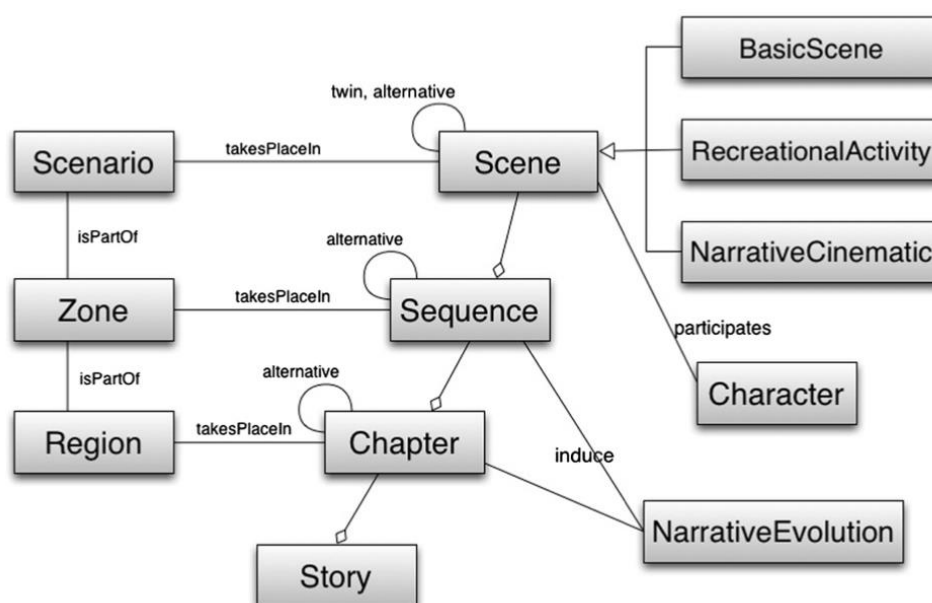 BasicScene
twin, alternative
Scenario
takesPlaceIn
Scene
RecreationalActivity
isPartOf
alternative
NarrativeCinematic
Zone
takesPlaceIn
Sequence
participates
isPartOf
alternative
Character
Region
takesPlaceIn
Chapter
induce
NarrativeEvolution
Story